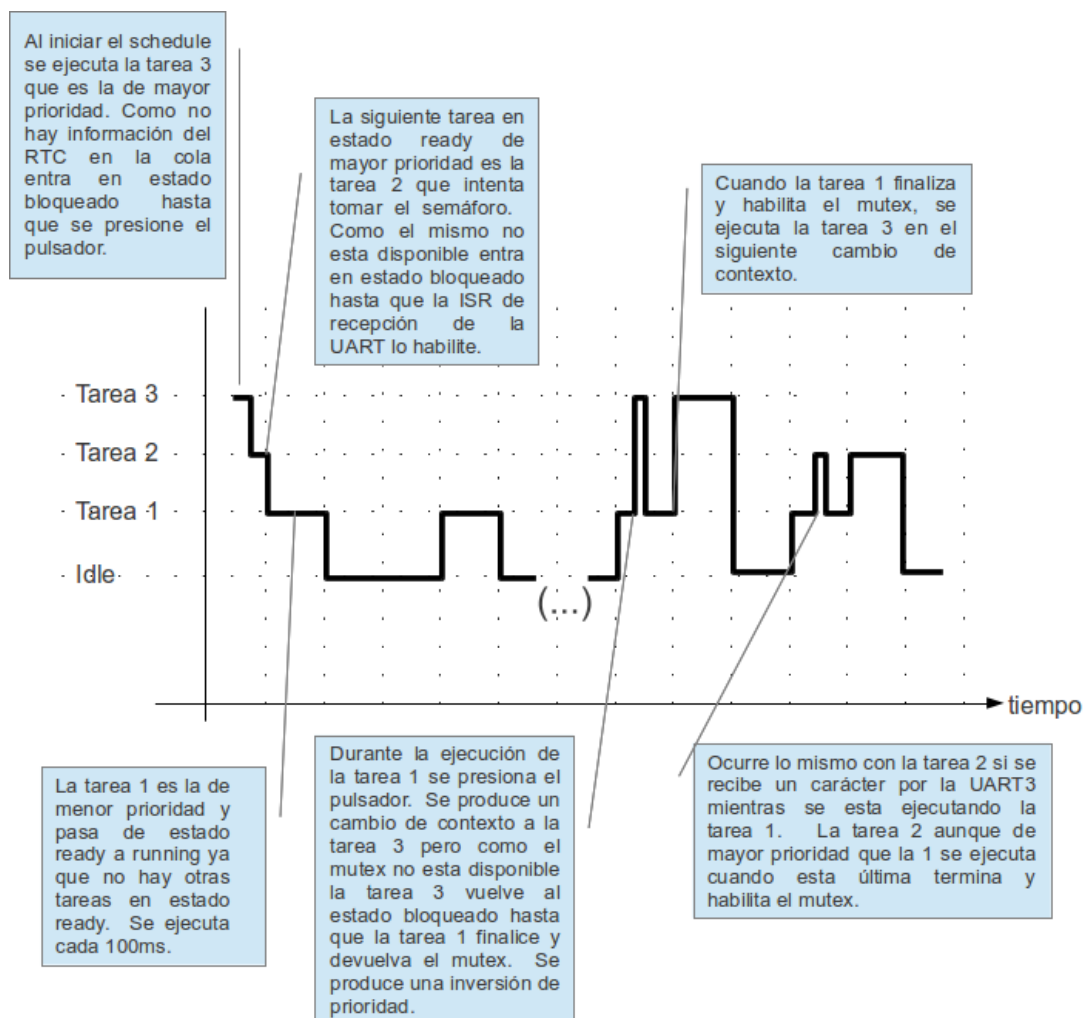 Al iniciar el schedule
se ejecuta la tarea 3
que es la de mayor
prioridad. Como no
hay información del
RTC en la cola
entra en estado
bloqueado hasta
que se presione el
pulsador.
La siguiente tarea en
estado ready de
mayor prioridad es la
tarea 2 que intenta
tomar el semáforo.
Como el mismo no
esta disponible entra
en estado bloqueado
hasta que la ISR de
recepción de la
UART lo habilite.
Cuando la tarea 1 finaliza
y habilita el mutex, se
ejecuta la tarea 3 en el
siguiente cambio de
contexto.
Tarea 3
Tarea 2
Tarea 1
Idle
(...)
tiempo
La tarea 1 es la de
menor prioridad y
pasa de estado
ready a running ya
que no hay otras
tareas en estado
ready. Se ejecuta
cada 100ms.
Durante la ejecución de
la tarea 1 se presiona el
pulsador. Se produce un
cambio de contexto a la
tarea 3 pero como el
mutex no esta disponible
la tarea 3 vuelve al
estado bloqueado hasta
que la tarea 1 finalice y
devuelva el mutex. Se
produce una inversión de
prioridad.
Ocurre lo mismo con la tarea 2 si se
recibe un carácter por la UART3
mientras se esta ejecutando la
tarea 1. La tarea 2 aunque de
mayor prioridad que la 1 se ejecuta
cuando esta última termina y
habilita el mutex.